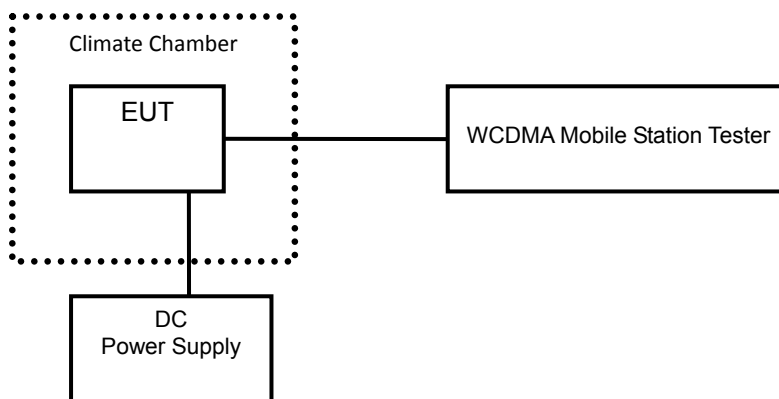 Climate Chamber
EUT
WCDMA Mobile Station Tester
DC
Power Supply